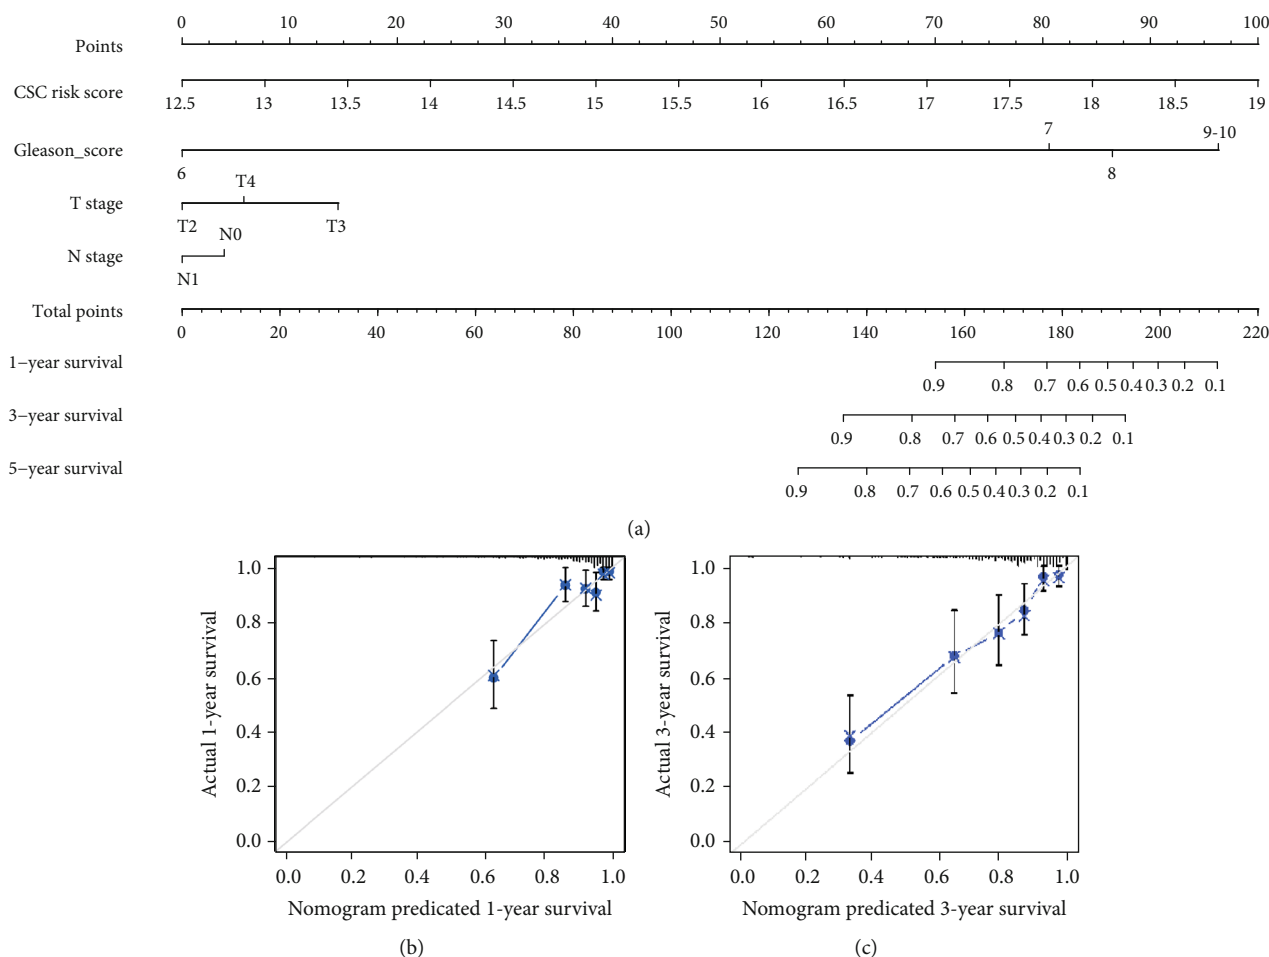 0 10 20 30 40 50 60 70 80 90 100
Points
CSC risk score
12.5 13 13.5 14 14.5 15 15.5 16 16.5 17 17.5 18 18.5 19
7 9-10
Gleason_score
6 8
T4
T stage
T2 T3
N0
N stage
N1
Total points
0 20 40 60 80 100 120 140 160 180 200 220
1−year survival
0.9 0.8 0.7 0.6 0.5 0.4 0.3 0.2 0.1
3−year survival
0.9 0.8 0.7 0.6 0.5 0.4 0.3 0.2 0.1
5−year survival
0.9 0.8 0.7 0.6 0.5 0.4 0.3 0.2 0.1
(a)
Actual 1-year survival
1.0
0.8
0.6
0.4
0.2
0.0
0.0 0.2 0.4 0.6 0.8 1.0
Nomogram predicated 1-year survival
(b)
Actual 3-year survival
1.0
0.8
0.6
0.4
0.2
0.0
0.0 0.2 0.4 0.6 0.8 1.0
Nomogram predicated 3-year survival
(c)